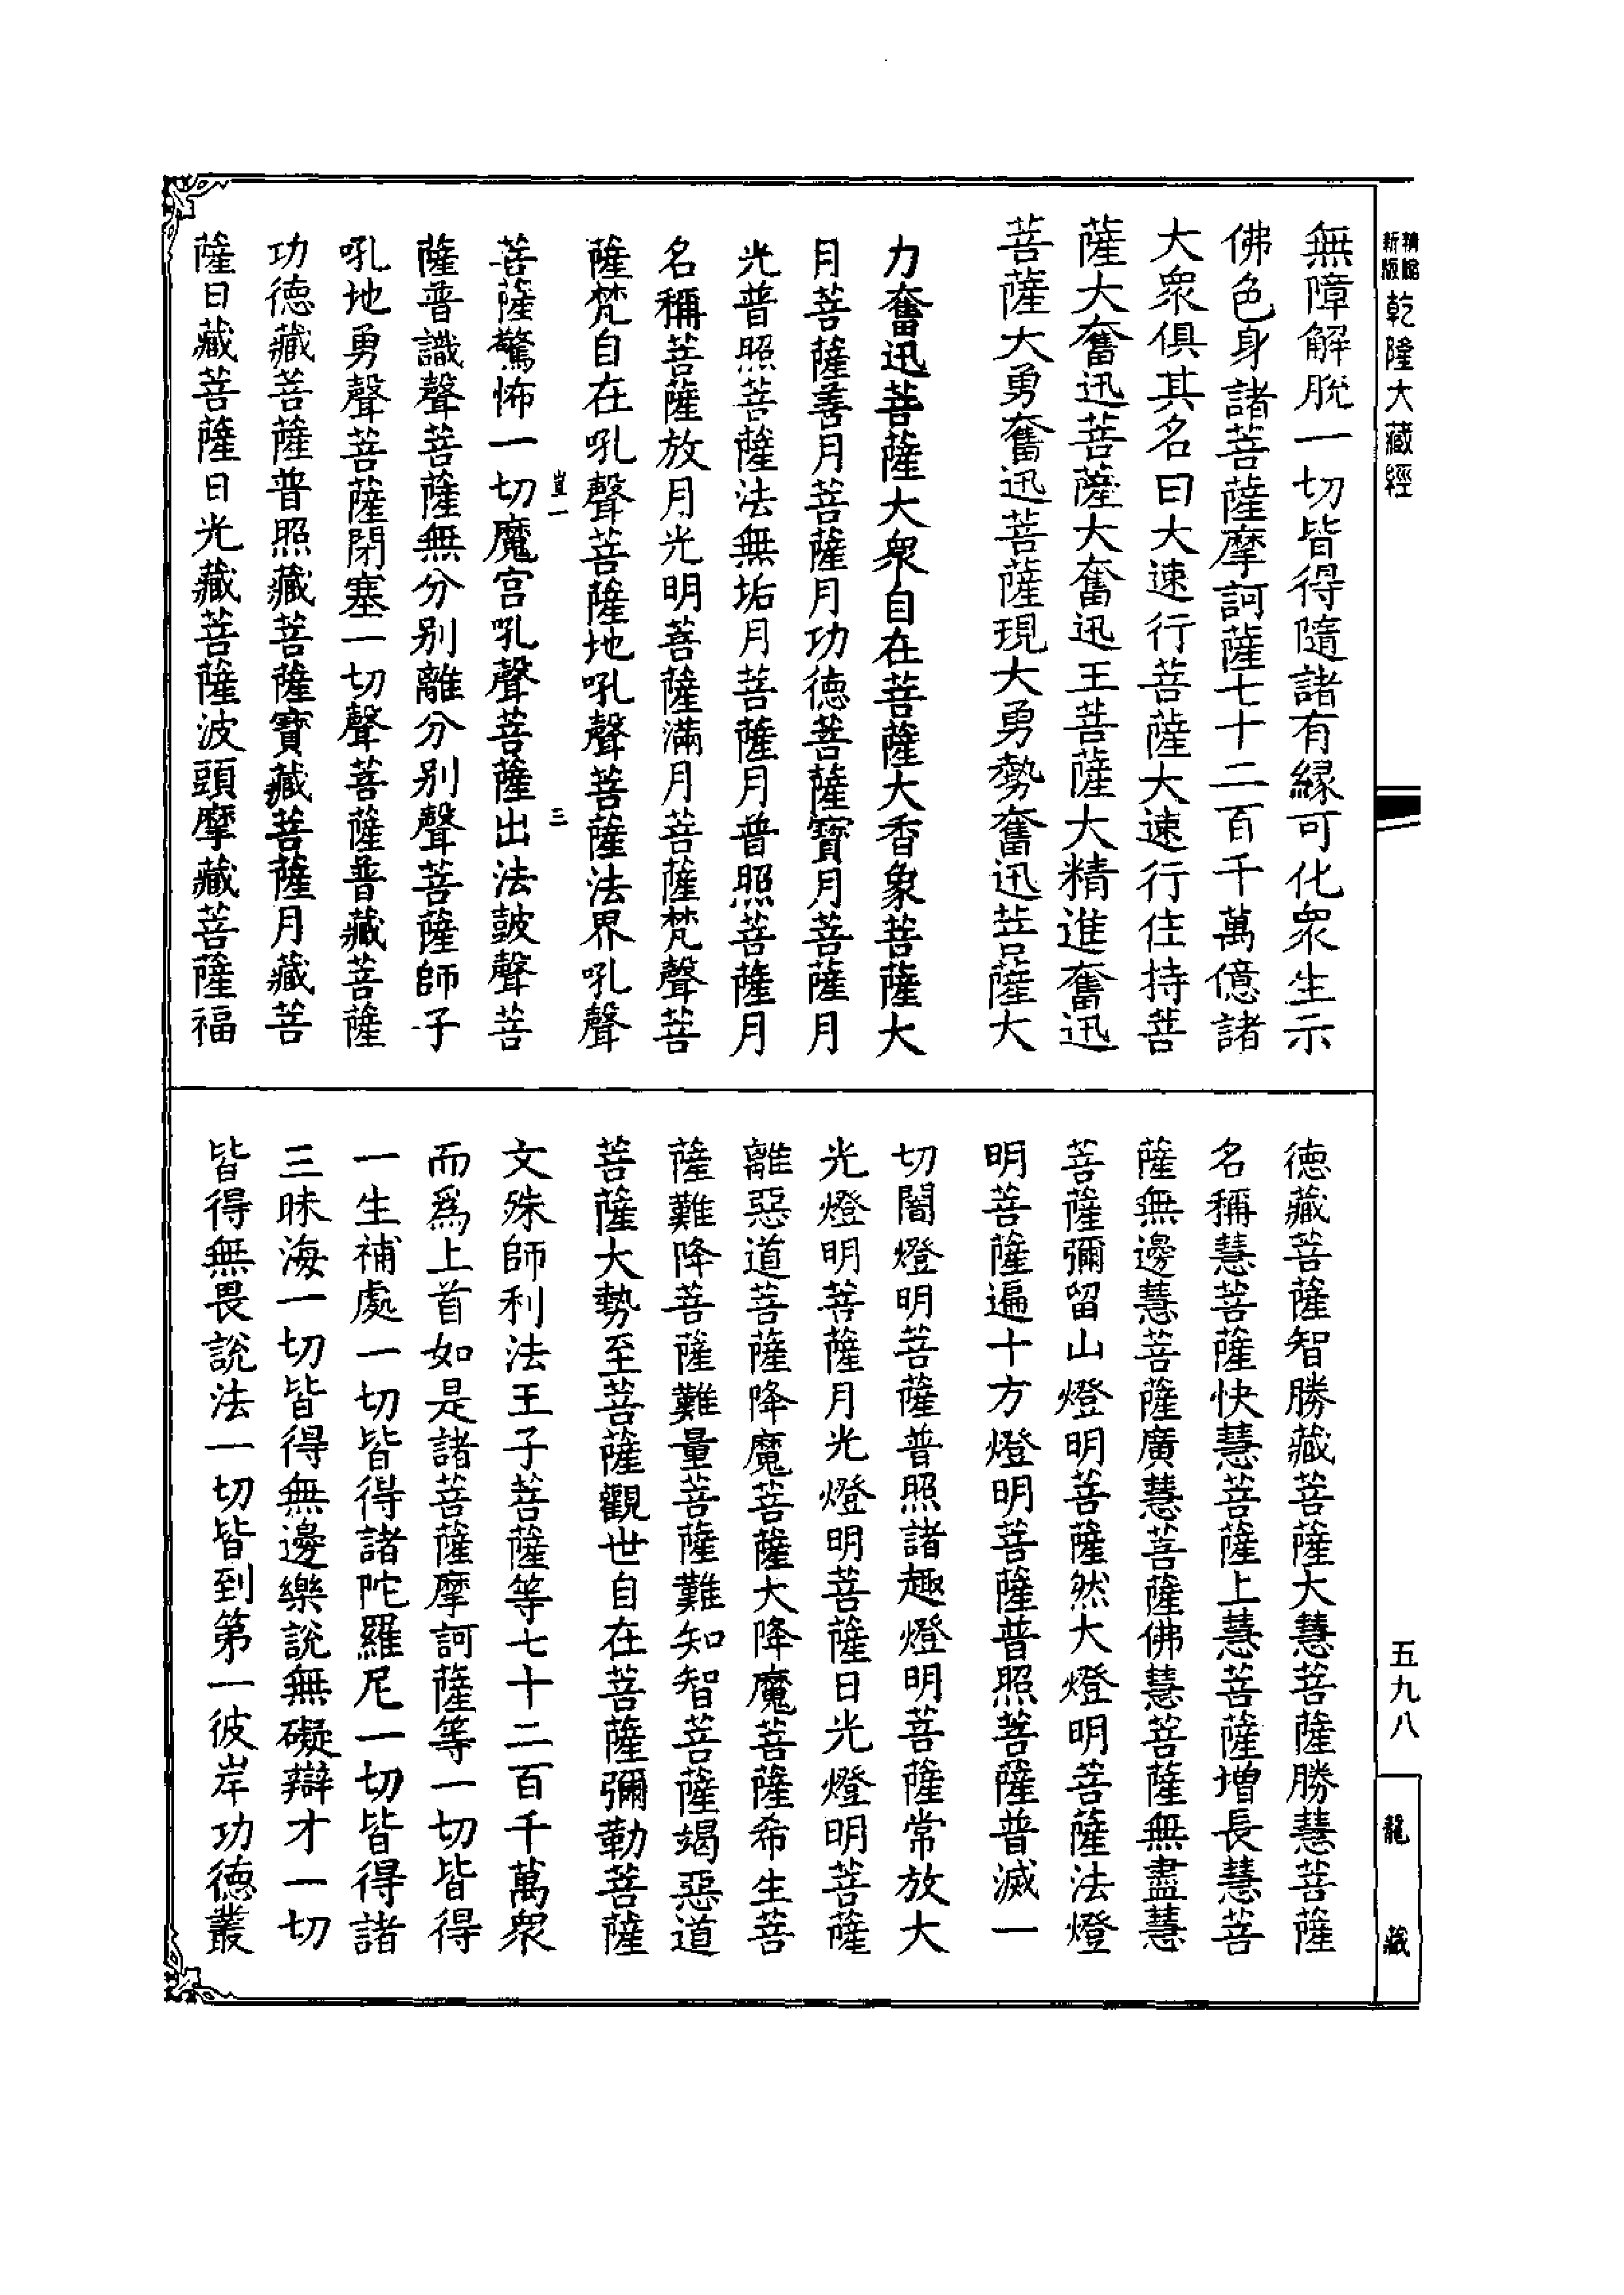 精縮
新版
乾隆大藏經
五九八
龍藏
無障解脫一切皆得隨諸有緣可化衆生示
佛色身諸菩薩摩訶薩七十二百千萬億諸
大衆俱其名曰大速行菩薩大速行住持菩
薩大奮迅菩薩大奮迅王菩薩大精進奮迅
菩薩大勇奮迅菩薩現大勇勢奮迅菩薩大
力奮迅菩薩大衆自在菩薩大香象菩薩大
月菩薩善月菩薩月功德菩薩寶月菩薩月
光普照菩薩法無垢月菩薩月普照菩薩月
名稱菩薩放月光明菩薩滿月菩薩梵聲菩
薩梵自在吼聲菩薩地吼聲菩薩法界吼聲
豈一
三
菩薩驚怖一切魔宮吼聲菩薩出法鼓聲菩
薩普識聲菩薩無分別離分別聲菩薩師子
吼地勇聲菩薩閉塞一切聲菩薩普藏菩薩
功德藏菩薩普照藏菩薩寶藏菩薩月藏菩
薩日藏菩薩日光藏菩薩波頭摩藏菩薩福
德藏菩薩智勝藏菩薩大慧菩薩勝慧菩薩
名稱慧菩薩快慧菩薩上慧菩薩增長慧菩
薩無邊慧菩薩廣慧菩薩佛慧菩薩無盡慧
菩薩彌留山燈明菩薩然大燈明菩薩法燈
明菩薩遍十方燈明菩薩普照菩薩普滅一
切闇燈明菩薩普照諸趣燈明菩薩常放大
光燈明菩薩月光燈明菩薩日光燈明菩薩
離惡道菩薩降魔菩薩大降魔菩薩希生菩
薩難降菩薩難量菩薩難知智菩薩竭惡道
菩薩大勢至菩薩觀世自在菩薩彌勒菩薩
文殊師利法王子菩薩等七十二百千萬衆
而爲上首如是諸菩薩摩訶薩等一切皆得
一生補處一切皆得諸陀羅尼一切皆得諸
三昧海一切皆得無邊樂說無礙辯才一切
皆得無畏說法一切皆到第一彼岸功德叢